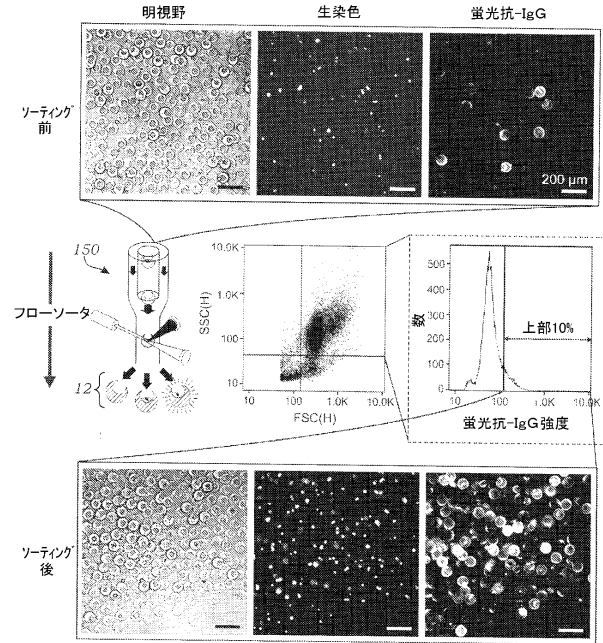 明視野
生染色
蛍光抗-IgG
ソーティング
前
200 µm
150
フローソータ
12
10.0K
1.0K
100
10
SSC(H)
10
100
1.0K
10.0K
FSC(H)
500
400
300
200
100
0
数
上部10%
10
100
1.0K
10.0K
蛍光抗-IgG強度
ソーティング
後